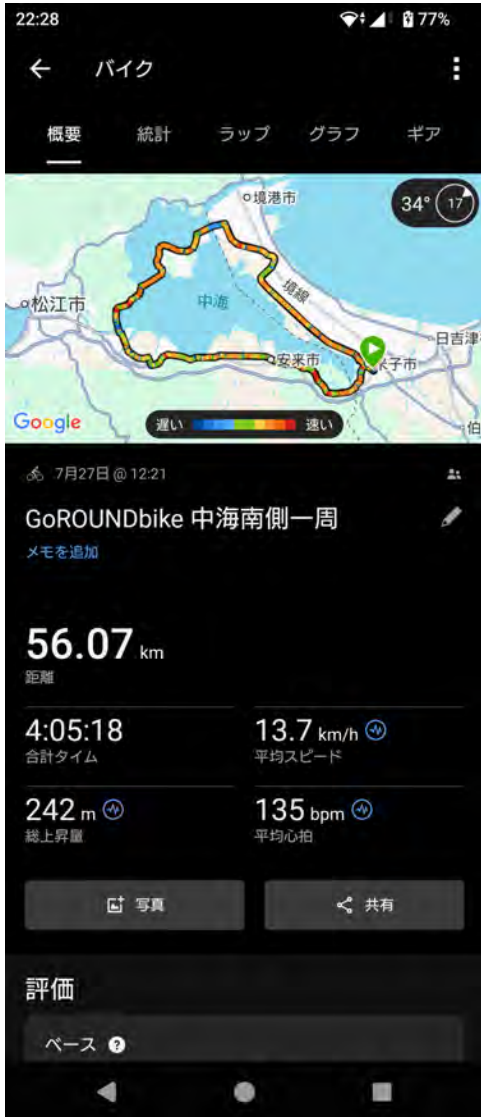 22:28
77%
バイク
概要 統計 ラップ グラフ ギア
境港市
34° 17
松江市
中海
境線
日吉津
安来市
米子市
Google
遅い 速い
伯
7月27日 @ 12:21
GoROUNDbike 中海南側一周
メモを追加
56.07 km
距離
4:05:18 13.7 km/h
合計タイム 平均スピード
242 m 135 bpm
総上昇量 平均心拍
写真 共有
評価
ベース ?